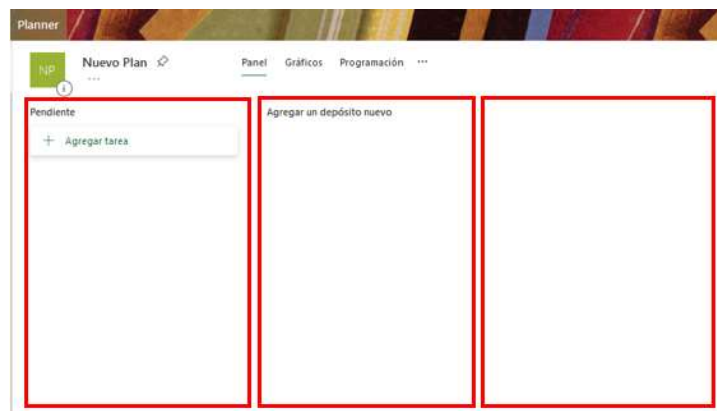 Planner
NP
Nuevo Plan
Panel Gráficos Programación ...
...
i
Pendiente
Agregar un depósito nuevo
+ Agregar tarea